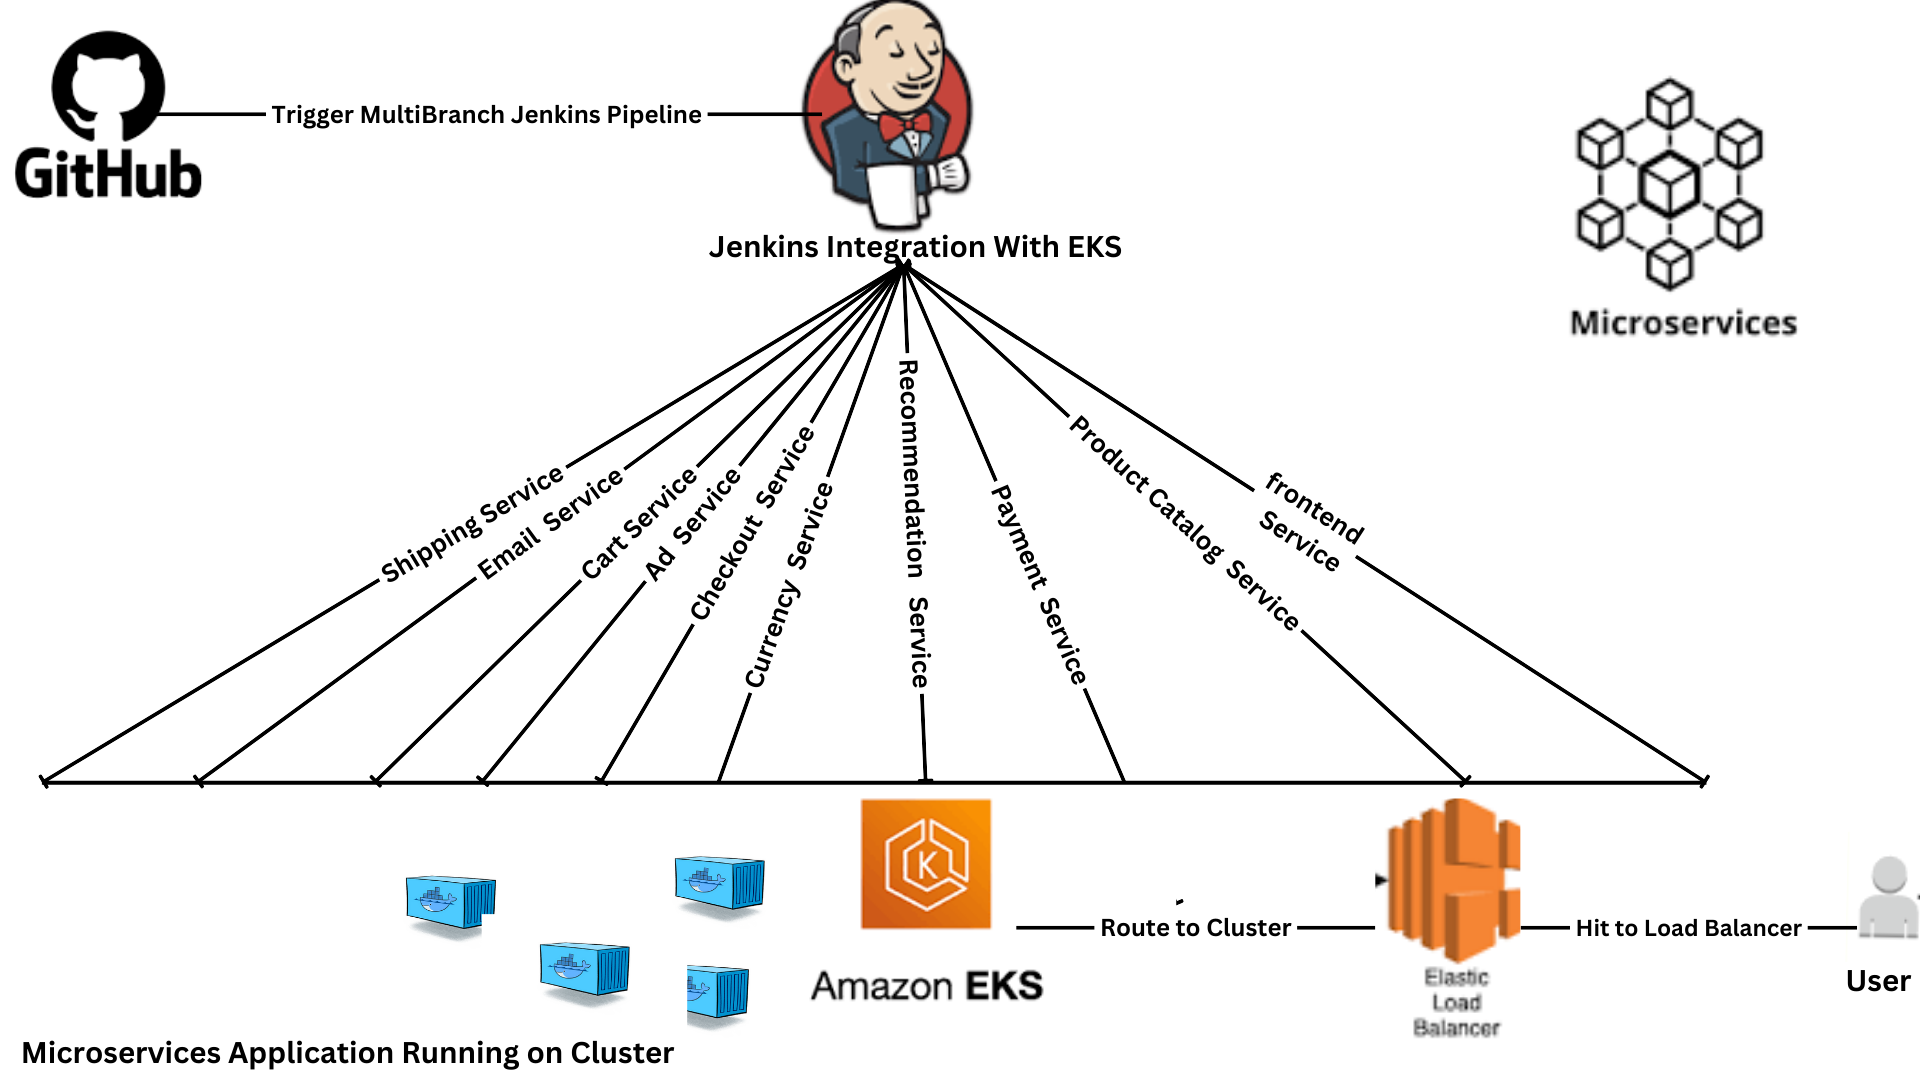 GitHub
Trigger MultiBranch Jenkins Pipeline
Jenkins Integration With EKS
Microservices
Shipping Service
Email Service
Cart Service
Ad Service
Checkout Service
Currency Service
Recommendation Service
Payment Service
Product Catalog Service
frontend
Service
K
Amazon EKS
Route to Cluster
Elastic
Load
Balancer
Hit to Load Balancer
User
Microservices Application Running on Cluster